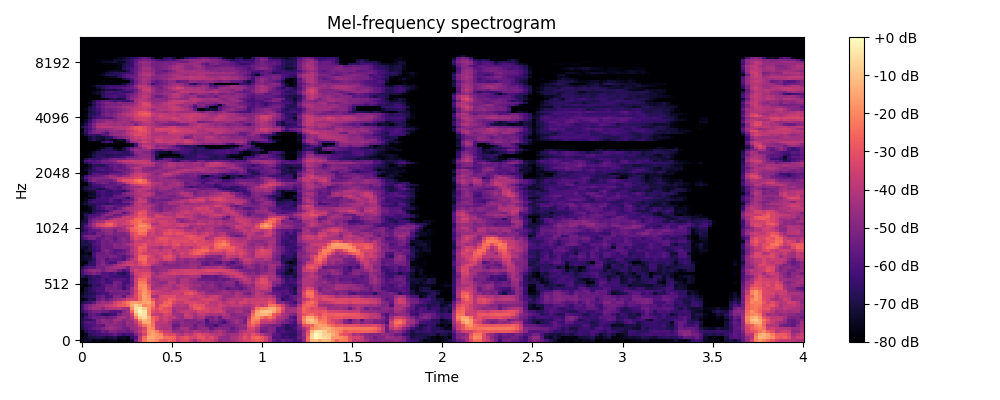 Mel-frequency spectrogram
Hz
8192
4096
2048
1024
512
0
0 0.5 1 1.5 2 2.5 3 3.5 4
Time
+0 dB
-10 dB
-20 dB
-30 dB
-40 dB
-50 dB
-60 dB
-70 dB
-80 dB